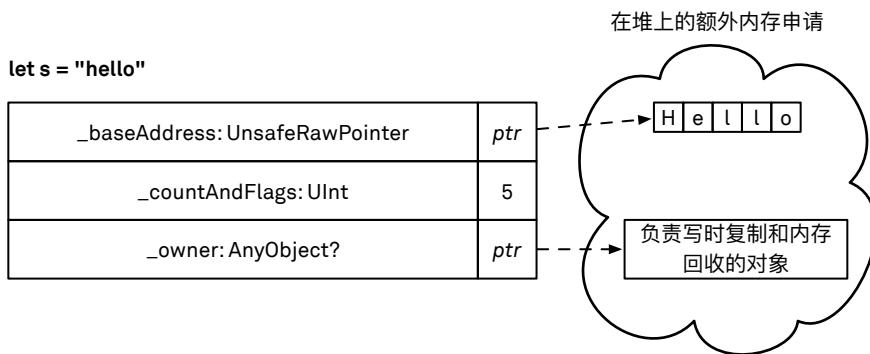 在堆上的额外内存申请
let s = "hello"
_baseAddress: UnsafeRawPointer ptr
H e l l o
_countAndFlags: UInt 5
_owner: AnyObject? ptr
负责写时复制和内存
回收的对象